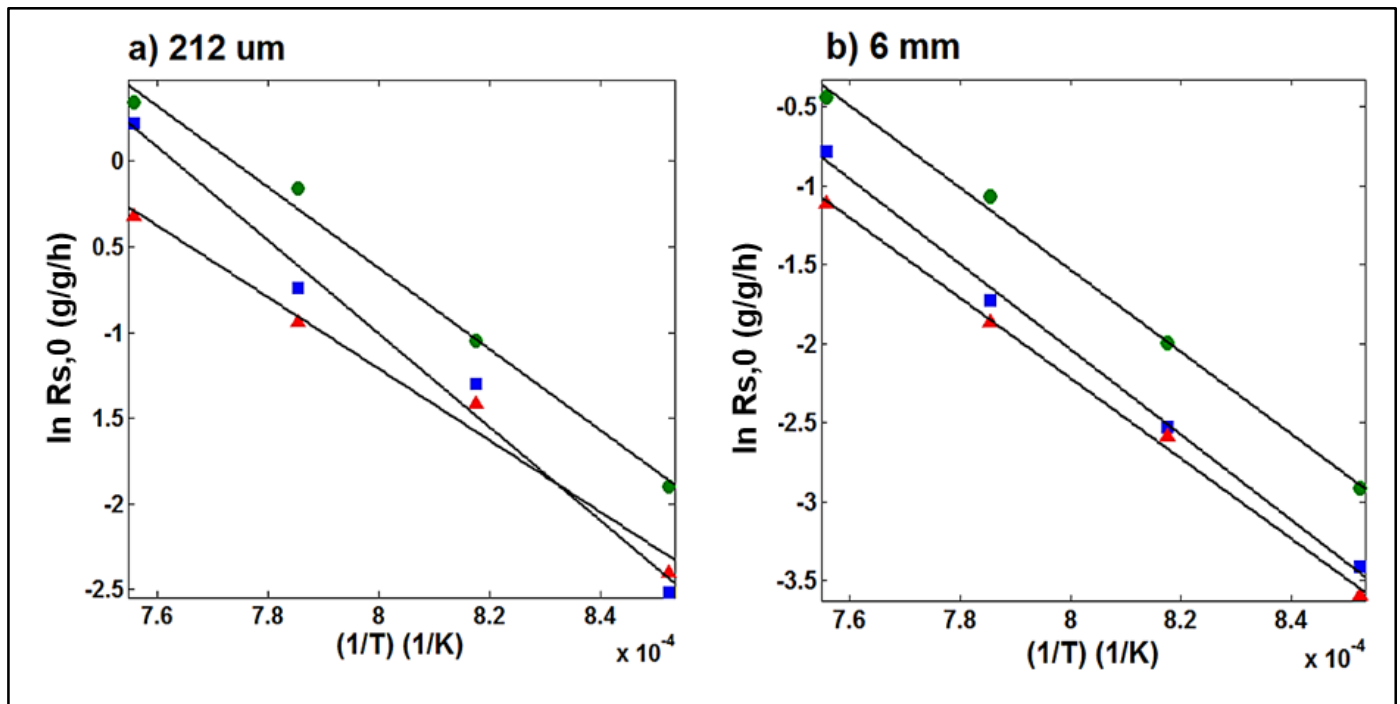 a) 212 um
0
0.5
-1
1.5
-2
-2.5
ln Rs,0 (g/g/h)
7.6 7.8 8 8.2 8.4
(1/T) (1/K)
x 10-4
b) 6 mm
-0.5
-1
-1.5
-2
-2.5
-3
-3.5
ln Rs,0 (g/g/h)
7.6 7.8 8 8.2 8.4
(1/T) (1/K)
x 10-4